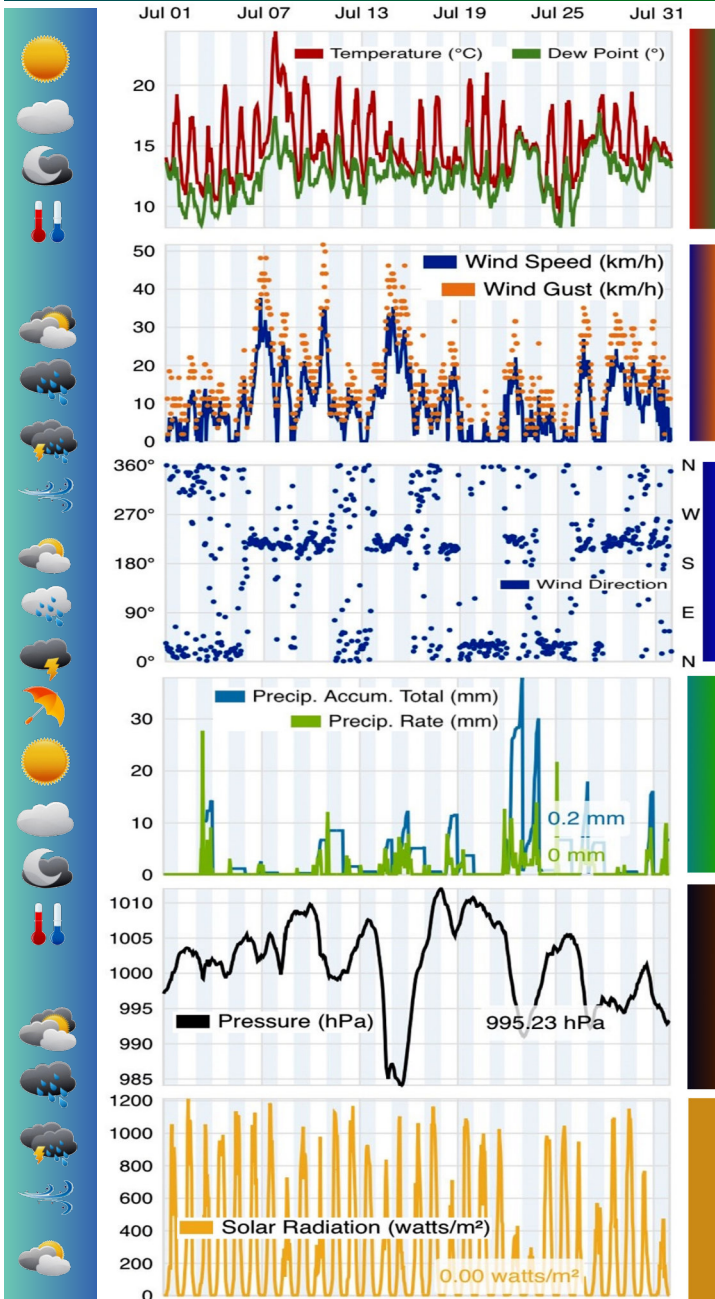 Jul 01 Jul 07 Jul 13 Jul 19 Jul 25 Jul 31
Temperature (°C) Dew Point (°)
20
15
10
50
Wind Speed (km/h)
40
Wind Gust (km/h)
30
20
10
0
360° N
270° W
180° S
Wind Direction
90° E
0° N
Precip. Accum. Total (mm)
30
Precip. Rate (mm)
20
10
0.2 mm
0 mm
0
1010
1005
1000
995
Pressure (hPa) 995.23 hPa
990
985
1200
1000
800
600
400
Solar Radiation (watts/m²)
200
0.00 watts/m²
0